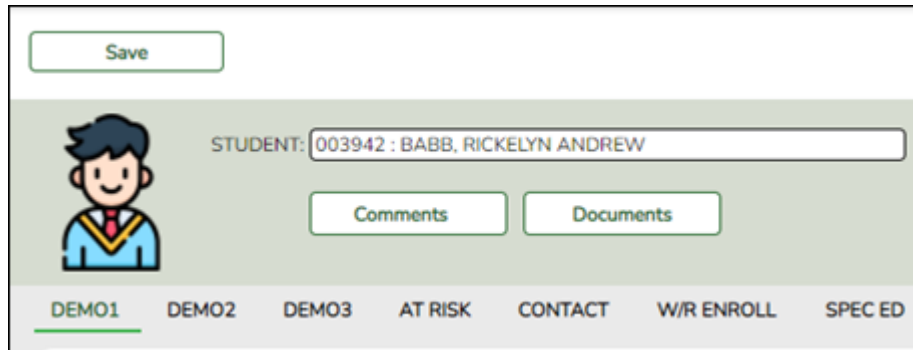 Save
STUDENT: 003942 : BABB, RICKELYN ANDREW
Comments Documents
DEMO1 DEMO2 DEMO3 AT RISK CONTACT W/R ENROLL SPEC ED